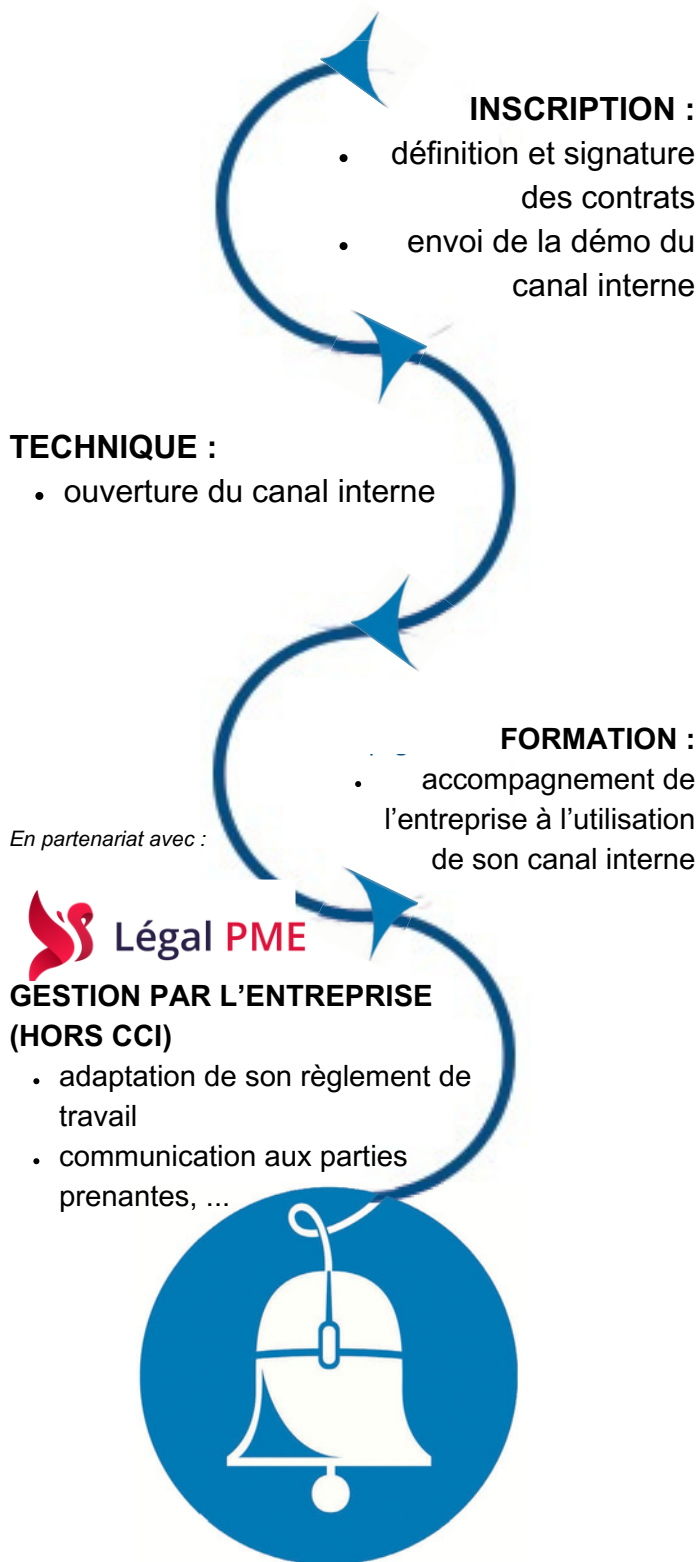 INSCRIPTION :
• définition et signature
des contrats
• envoi de la démo du
canal interne
TECHNIQUE :
• ouverture du canal interne
FORMATION :
• accompagnement de
l’entreprise à l’utilisation
de son canal interne
En partenariat avec :
Légal PME
GESTION PAR L’ENTREPRISE
(HORS CCI)
• adaptation de son règlement de
travail
• communication aux parties
prenantes, ...